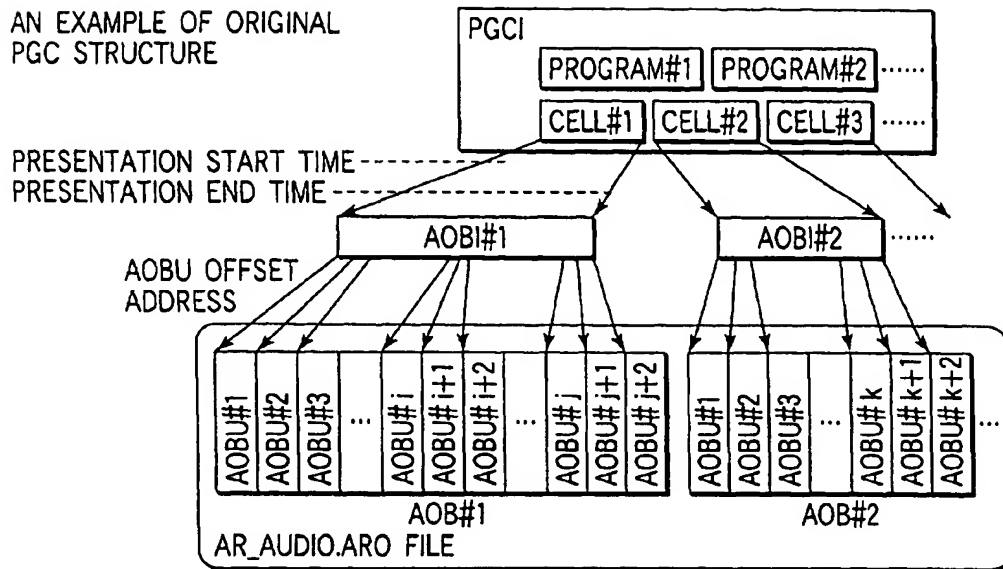 AN EXAMPLE OF ORIGINAL
PGC STRUCTURE
PGCI
PROGRAM#1 PROGRAM#2 ······
CELL#1 CELL#2 CELL#3 ······
PRESENTATION START TIME
PRESENTATION END TIME
AOBI#1 AOBI#2 ······
AOBU OFFSET
ADDRESS
AOBU#1 AOBU#2 AOBU#3 ··· AOBU#i AOBU#i+1 AOBU#i+2 ··· AOBU#j AOBU#j+1 AOBU#j+2 AOBU#1 AOBU#2 AOBU#3 ··· AOBU#k AOBU#k+1 AOBU#k+2 ···
AOB#1 AOB#2
AR_AUDIO.ARO FILE